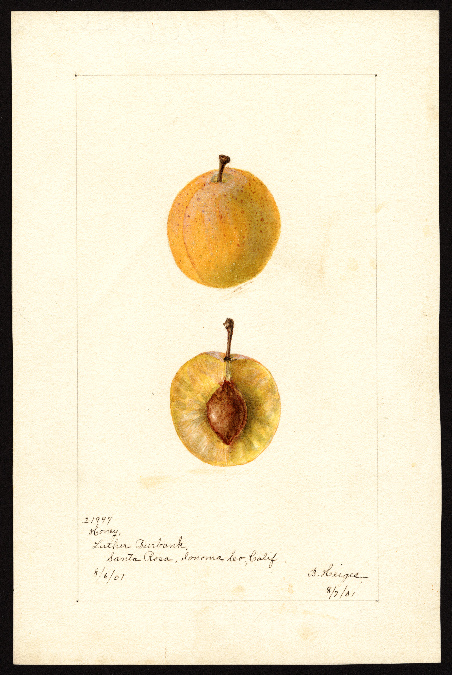 21997
Honey,
Luther Burbank,
Santa Rosa, Sonoma Co, Calif
8/6/01
B. Heiges
8/7/01